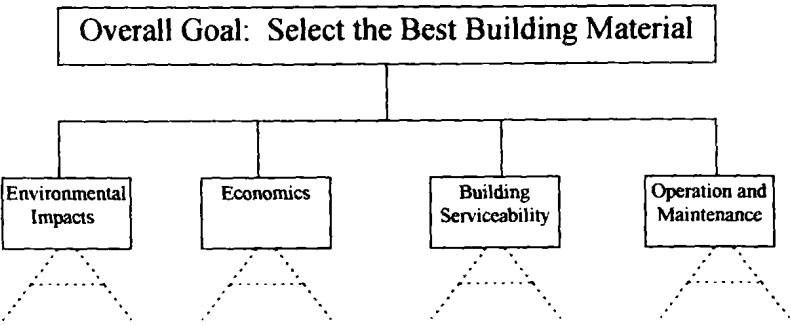 Overall Goal: Select the Best Building Material
Environmental
Impacts
Economics
Building
Serviceability
Operation and
Maintenance